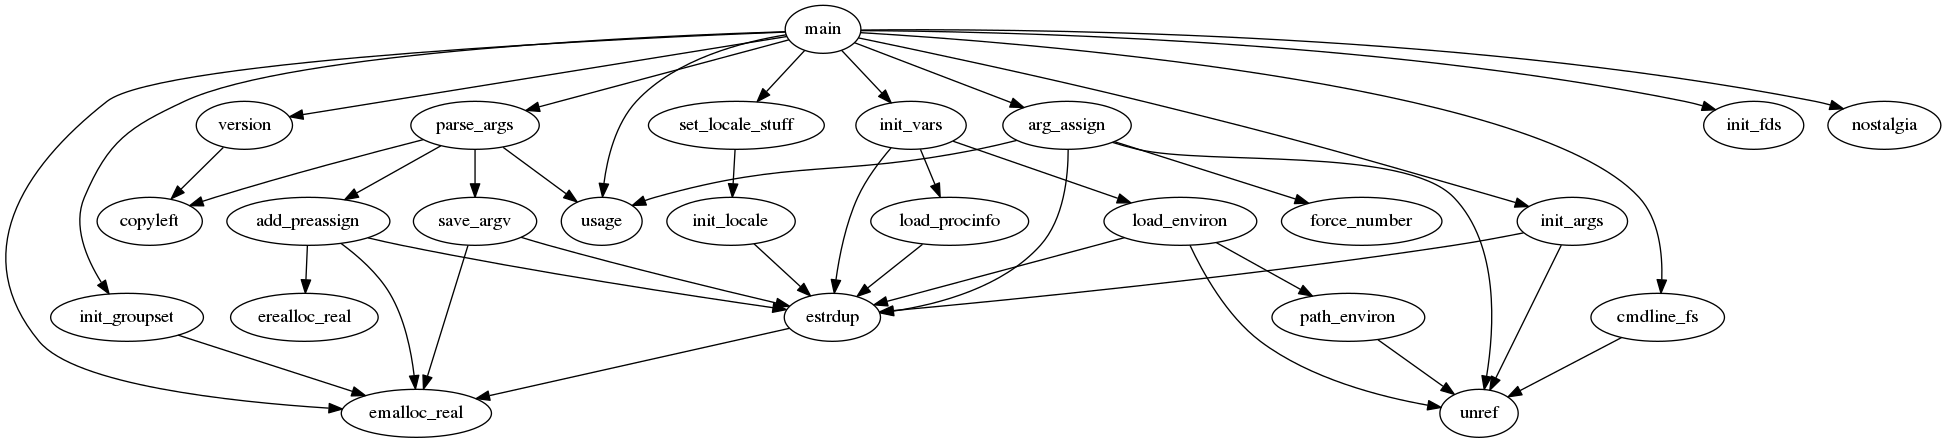 main
version
parse_args
set_locale_stuff
init_vars
arg_assign
init_fds
nostalgia
copyleft
add_preassign
save_argv
usage
init_locale
load_procinfo
load_environ
force_number
init_args
init_groupset
erealloc_real
estrdup
path_environ
cmdline_fs
emalloc_real
unref